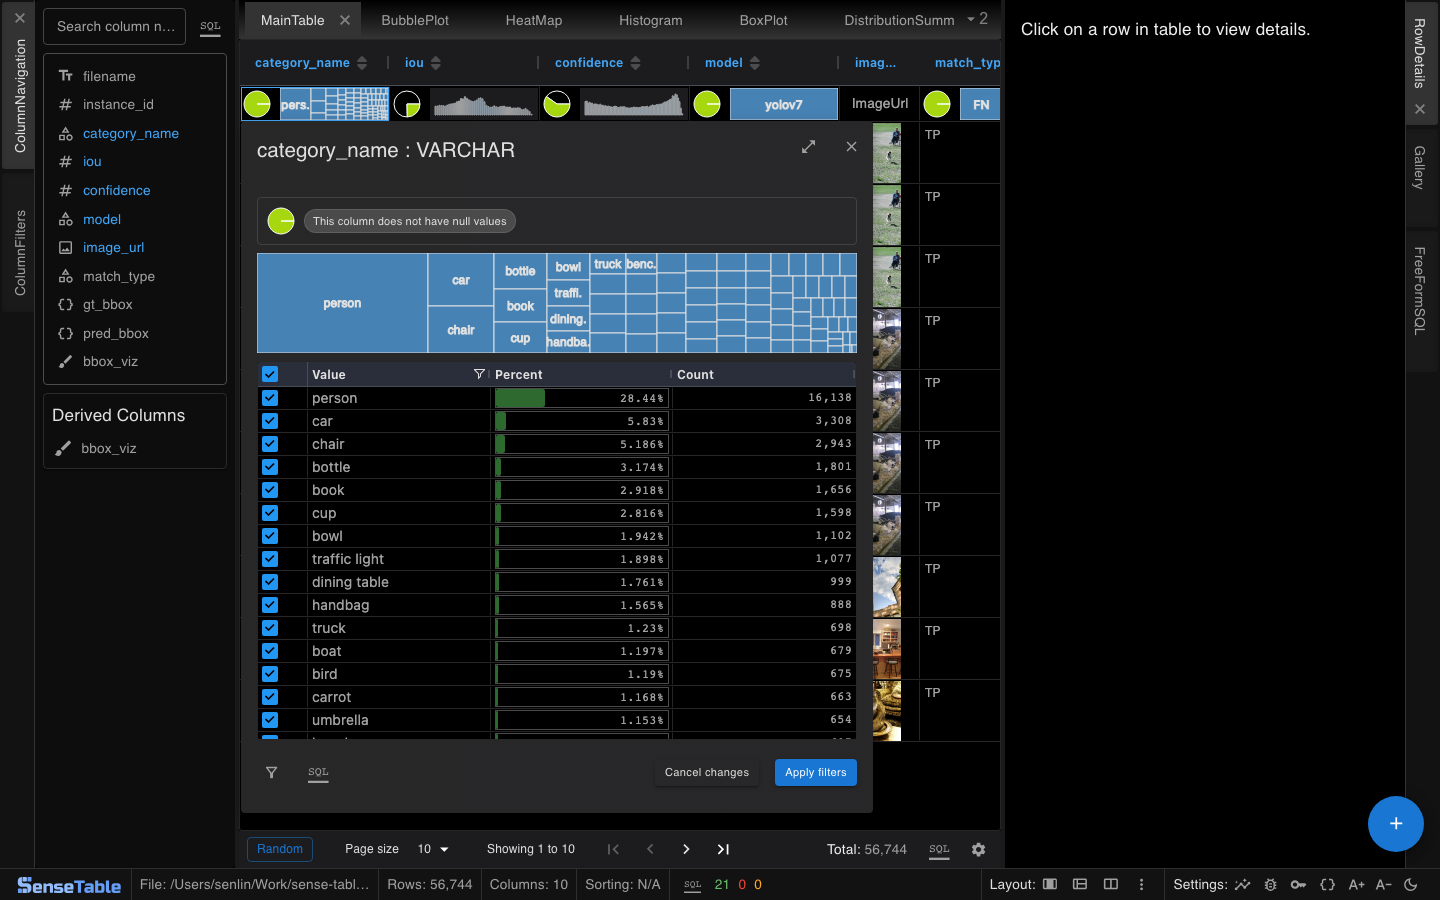 MainTable
BubblePlot
HeatMap
Histogram
BoxPlot
DistributionSumm
2
Search column n...
SQL
ColumnNavigation
ColumnFilters
filename
instance_id
category_name
iou
confidence
model
image_url
match_type
gt_bbox
pred_bbox
bbox_viz
Derived Columns
bbox_viz
category_name
iou
confidence
model
imag...
match_typ
pers.
yolov7
ImageUrl
FN
category_name : VARCHAR
This column does not have null values
person
car
chair
bottle
book
cup
bowl
traffi.
dining.
handba.
truck
benc.
Value Percent Count
person 28.44% 16,138
car 5.83% 3,308
chair 5.186% 2,943
bottle 3.174% 1,801
book 2.918% 1,656
cup 2.816% 1,598
bowl 1.942% 1,102
traffic light 1.898% 1,077
dining table 1.761% 999
handbag 1.565% 888
truck 1.23% 698
boat 1.197% 679
bird 1.19% 675
carrot 1.168% 663
umbrella 1.153% 654
SQL
Cancel changes
Apply filters
TP
TP
TP
TP
TP
TP
TP
TP
TP
TP
Click on a row in table to view details.
RowDetails
Gallery
FreeFormSQL
+
Random
Page size 10
Showing 1 to 10
Total: 56,744
SQL
SenseTable
File: /Users/senlin/Work/sense-tabl...
Rows: 56,744
Columns: 10
Sorting: N/A
SQL
21 0 0
Layout:
Settings:
A+
A-